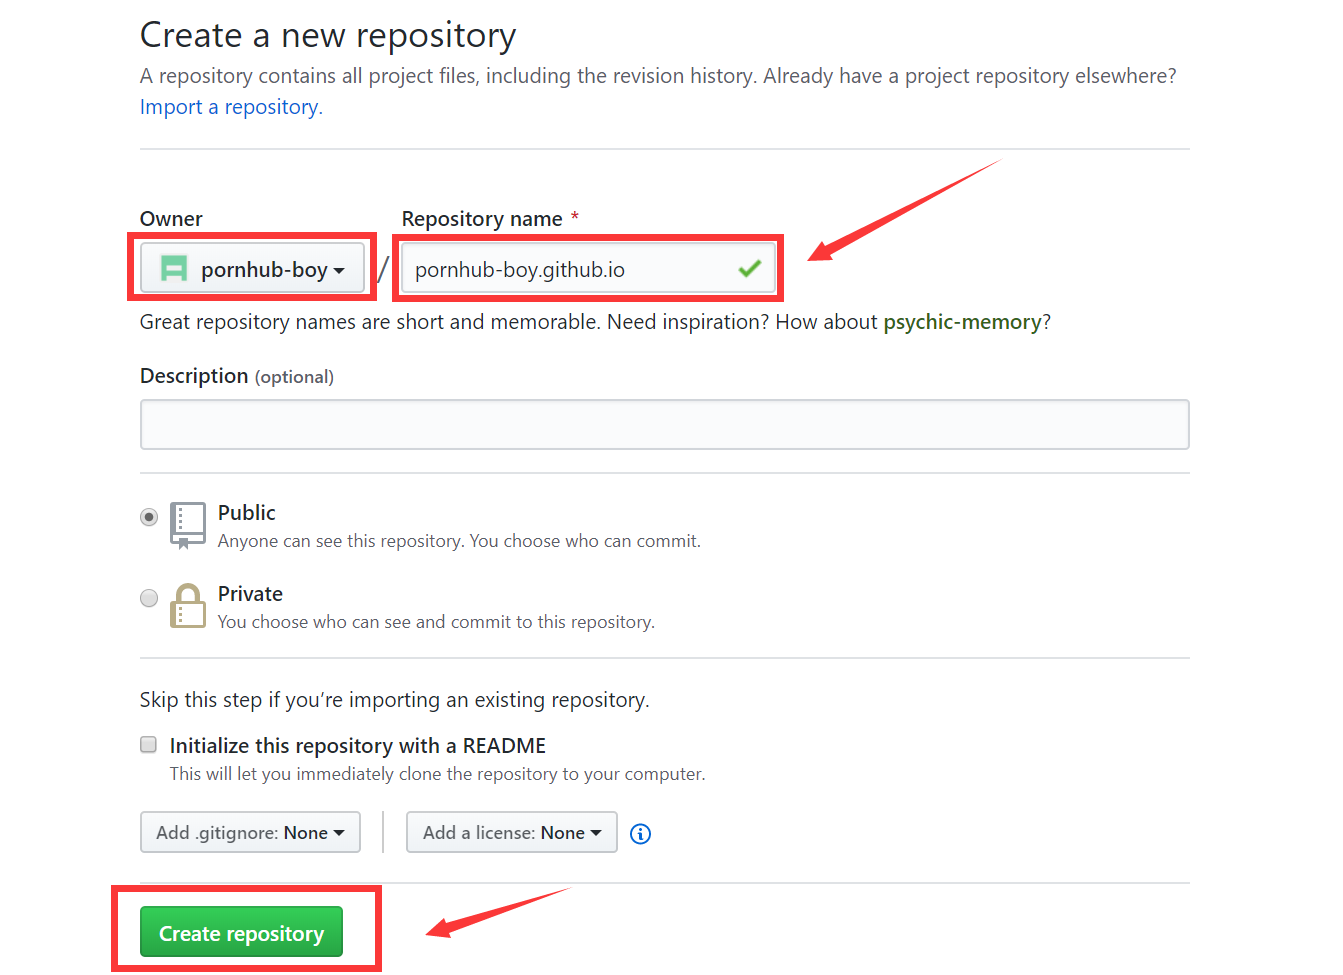 Create a new repository
A repository contains all project files, including the revision history. Already have a project repository elsewhere?
Import a repository.
Owner
Repository name *
pornhub-boy
/
pornhub-boy.github.io
Great repository names are short and memorable. Need inspiration? How about psychic-memory?
Description (optional)
Public
Anyone can see this repository. You choose who can commit.
Private
You choose who can see and commit to this repository.
Skip this step if you’re importing an existing repository.
Initialize this repository with a README
This will let you immediately clone the repository to your computer.
Add .gitignore: None
Add a license: None
Create repository